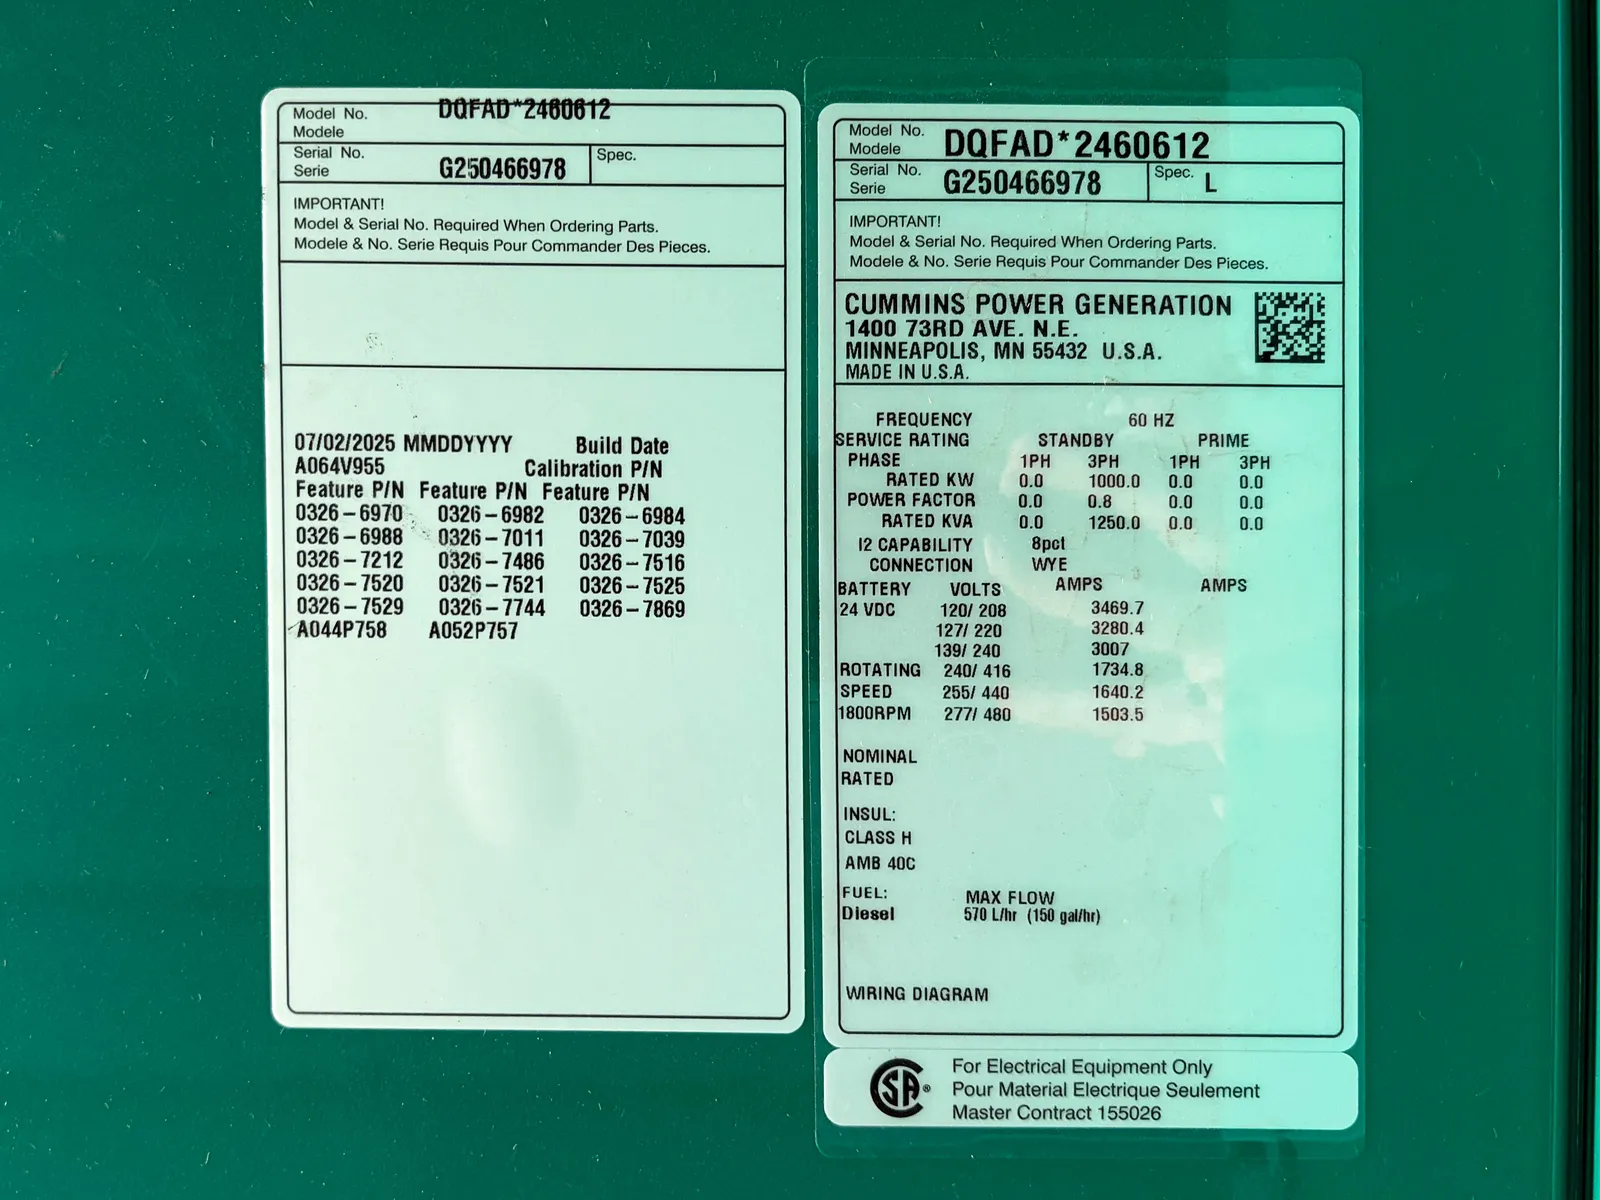 Model No. DQFAD*2460612
Modele
Serial No. G250466978 Spec.
Serie
IMPORTANT!
Model & Serial No. Required When Ordering Parts.
Modele & No. Serie Requis Pour Commander Des Pieces.
07/02/2025 MMDDYYYY Build Date
A064V955 Calibration P/N
Feature P/N Feature P/N Feature P/N
0326-6970 0326-6982 0326-6984
0326-6988 0326-7011 0326-7039
0326-7212 0326-7486 0326-7516
0326-7520 0326-7521 0326-7525
0326-7529 0326-7744 0326-7869
A044P758 A052P757
Model No. DQFAD*2460612
Modele
Serial No. G250466978 Spec. L
Serie
IMPORTANT!
Model & Serial No. Required When Ordering Parts.
Modele & No. Serie Requis Pour Commander Des Pieces.
CUMMINS POWER GENERATION
1400 73RD AVE. N.E.
MINNEAPOLIS, MN 55432 U.S.A.
MADE IN U.S.A.
FREQUENCY 60 HZ
SERVICE RATING STANDBY PRIME
PHASE 1PH 3PH 1PH 3PH
RATED KW 0.0 1000.0 0.0 0.0
POWER FACTOR 0.0 0.8 0.0 0.0
RATED KVA 0.0 1250.0 0.0 0.0
I2 CAPABILITY 8pct
CONNECTION WYE
BATTERY VOLTS AMPS AMPS
24 VDC 120/ 208 3469.7
127/ 220 3280.4
139/ 240 3007
ROTATING 240/ 416 1734.8
SPEED 255/ 440 1640.2
1800RPM 277/ 480 1503.5
NOMINAL
RATED
INSUL:
CLASS H
AMB 40C
FUEL: MAX FLOW
Diesel 570 L/hr (150 gal/hr)
WIRING DIAGRAM
SA® For Electrical Equipment Only
Pour Material Electrique Seulement
Master Contract 155026